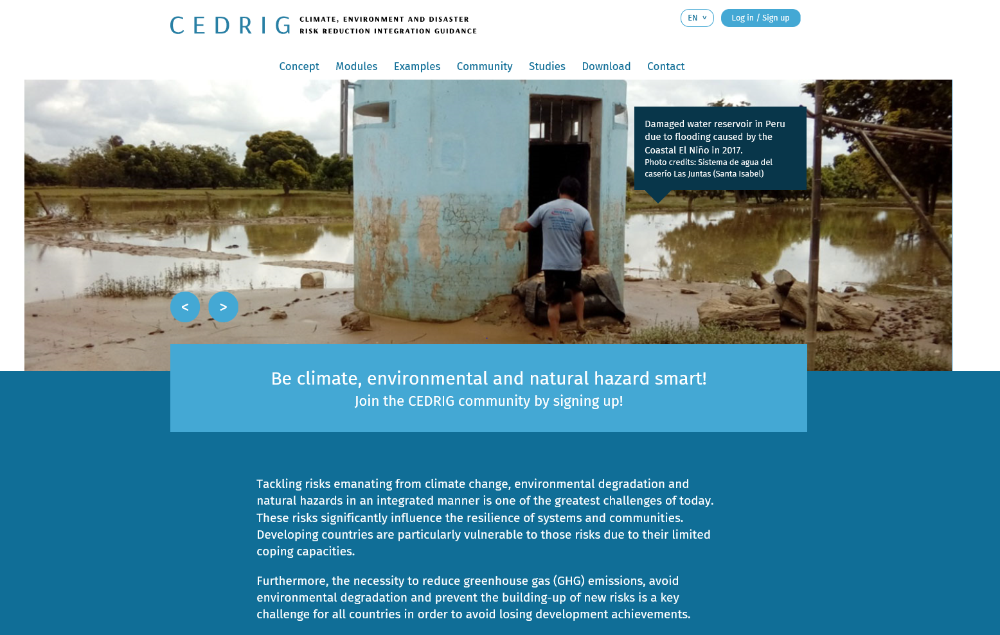 CEDRIG
CLIMATE, ENVIRONMENT AND DISASTER
RISK REDUCTION INTEGRATION GUIDANCE
EN
Log in / Sign up
Concept Modules Examples Community Studies Download Contact
Damaged water reservoir in Peru
due to flooding caused by the
Coastal El Niño in 2017.
Photo credits: Sistema de agua del
caserío Las Juntas (Santa Isabel)
< >
Be climate, environmental and natural hazard smart!
Join the CEDRIG community by signing up!
Tackling risks emanating from climate change, environmental degradation and
natural hazards in an integrated manner is one of the greatest challenges of today.
These risks significantly influence the resilience of systems and communities.
Developing countries are particularly vulnerable to those risks due to their limited
coping capacities.
Furthermore, the necessity to reduce greenhouse gas (GHG) emissions, avoid
environmental degradation and prevent the building-up of new risks is a key
challenge for all countries in order to avoid losing development achievements.